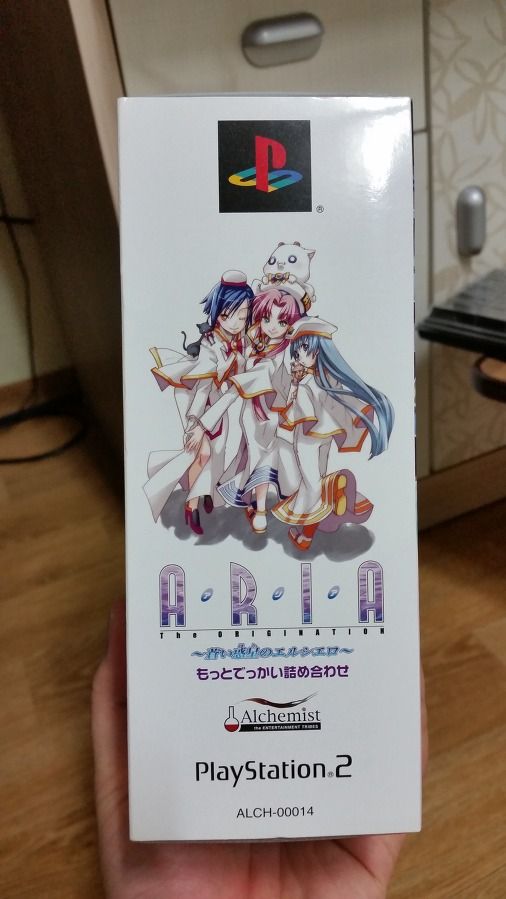 ®
A・R・I・A
The ORIGINATION
～蒼い惑星のエルシエロ～
もっとでっかい詰め合わせ
Alchemist
the ENTERTAINMENT TRIBES
PlayStation®2
ALCH-00014